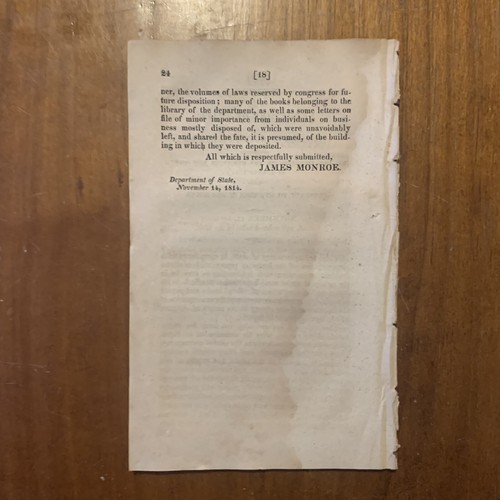 24 [18]
ner, the volumes of laws reserved by congress for fu-
ture disposition; many of the books belonging to the
library of the department, as well as some letters on
file of minor importance from individuals on busi-
ness mostly disposed of, which were unavoidably
left, and shared the fate, it is presumed, of the build-
ing in which they were deposited.
All which is respectfully submitted,
JAMES MONROE.
Department of State,
November 14, 1814.